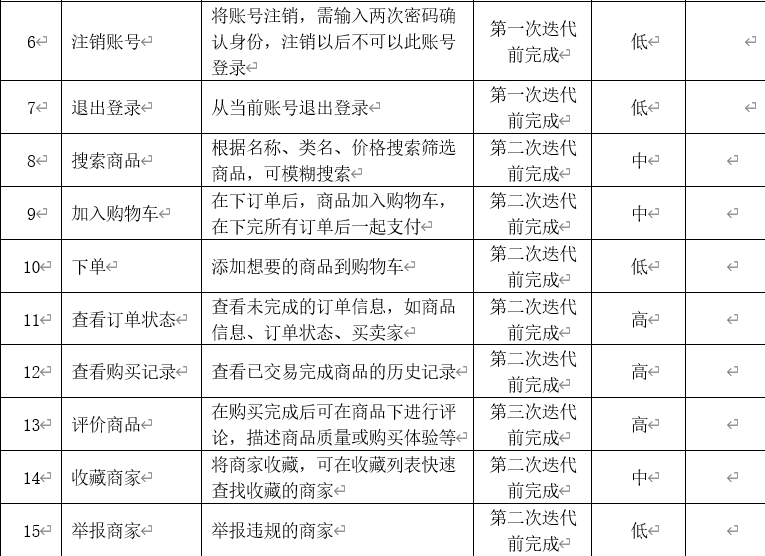 6 注销账号 将账号注销，需输入两次密码确认身份，注销以后不可以此账号登录 第一次迭代前完成 低
7 退出登录 从当前账号退出登录 第一次迭代前完成 低
8 搜索商品 根据名称、类名、价格搜索筛选商品，可模糊搜索 第二次迭代前完成 中
9 加入购物车 在下订单后，商品加入购物车，在下完所有订单后一起支付 第二次迭代前完成 中
10 下单 添加想要的商品到购物车 第二次迭代前完成 低
11 查看订单状态 查看未完成的订单信息，如商品信息、订单状态、买卖家 第二次迭代前完成 高
12 查看购买记录 查看已交易完成商品的历史记录 第二次迭代前完成 高
13 评价商品 在购买完成后可在商品下进行评论，描述商品质量或购买体验等 第三次迭代前完成 高
14 收藏商家 将商家收藏，可在收藏列表快速查找收藏的商家 第二次迭代前完成 中
15 举报商家 举报违规的商家 第二次迭代前完成 低